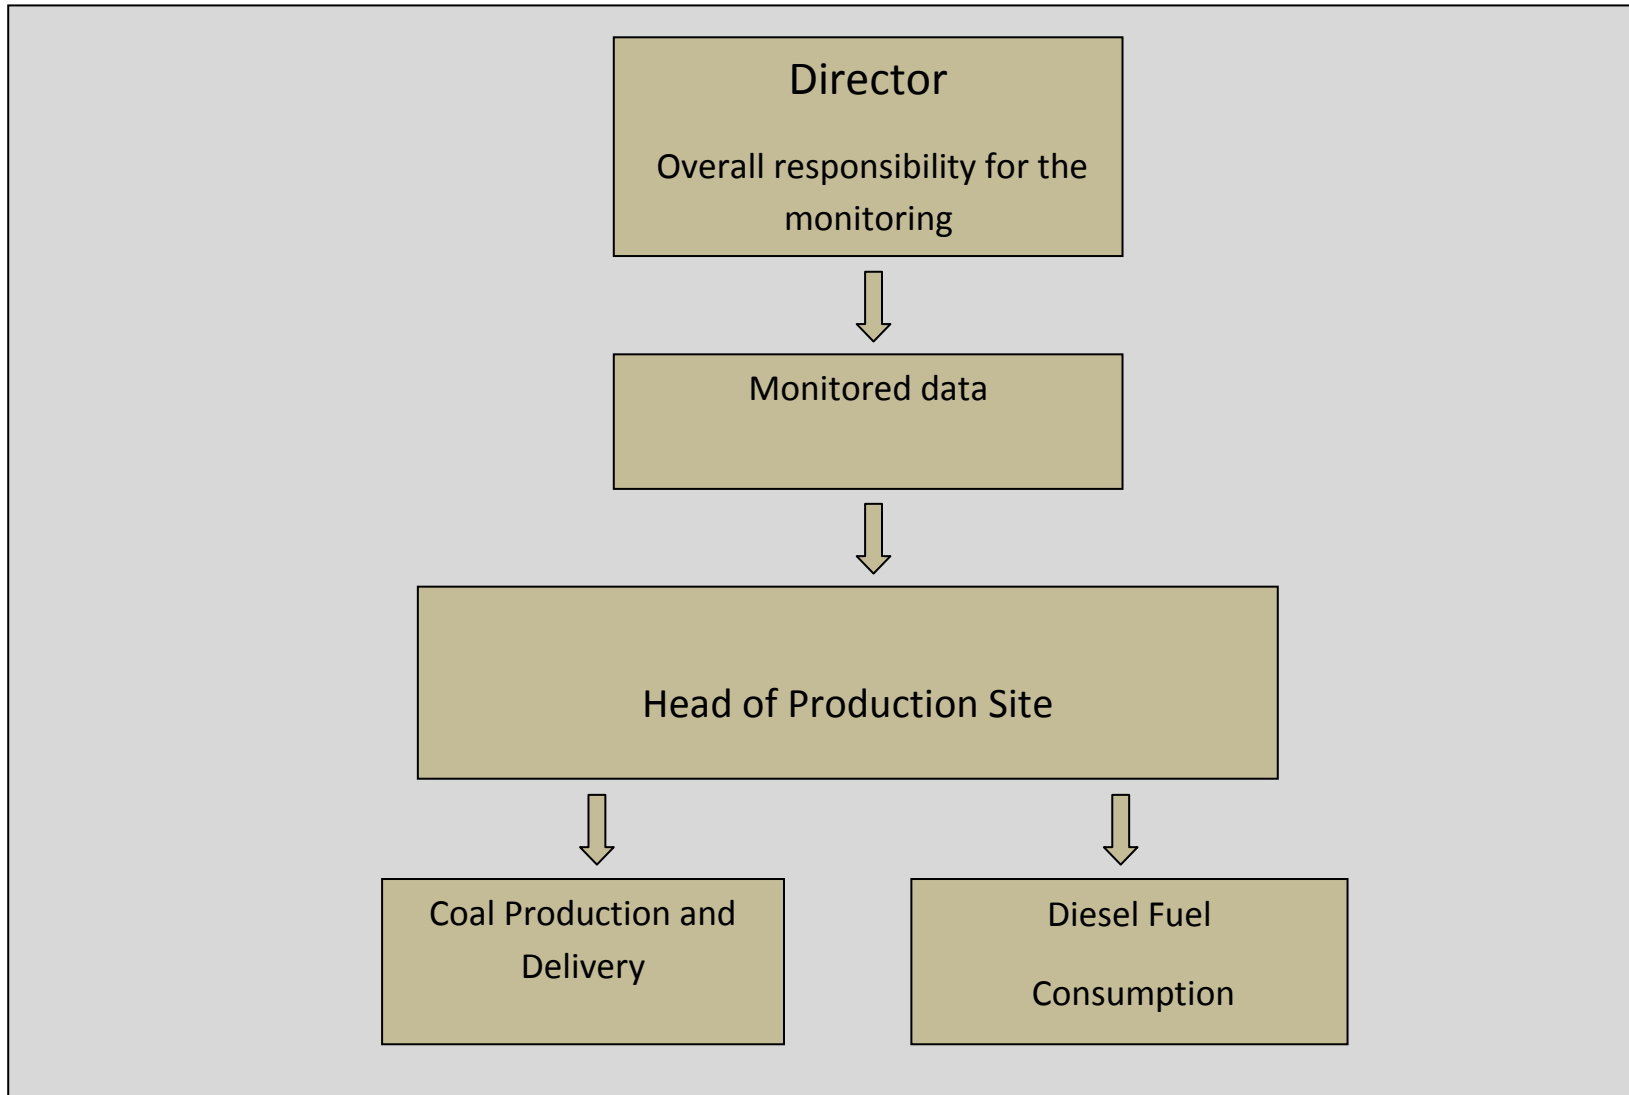 Director
Overall responsibility for the
monitoring
Monitored data
Head of Production Site
Coal Production and
Delivery
Diesel Fuel
Consumption